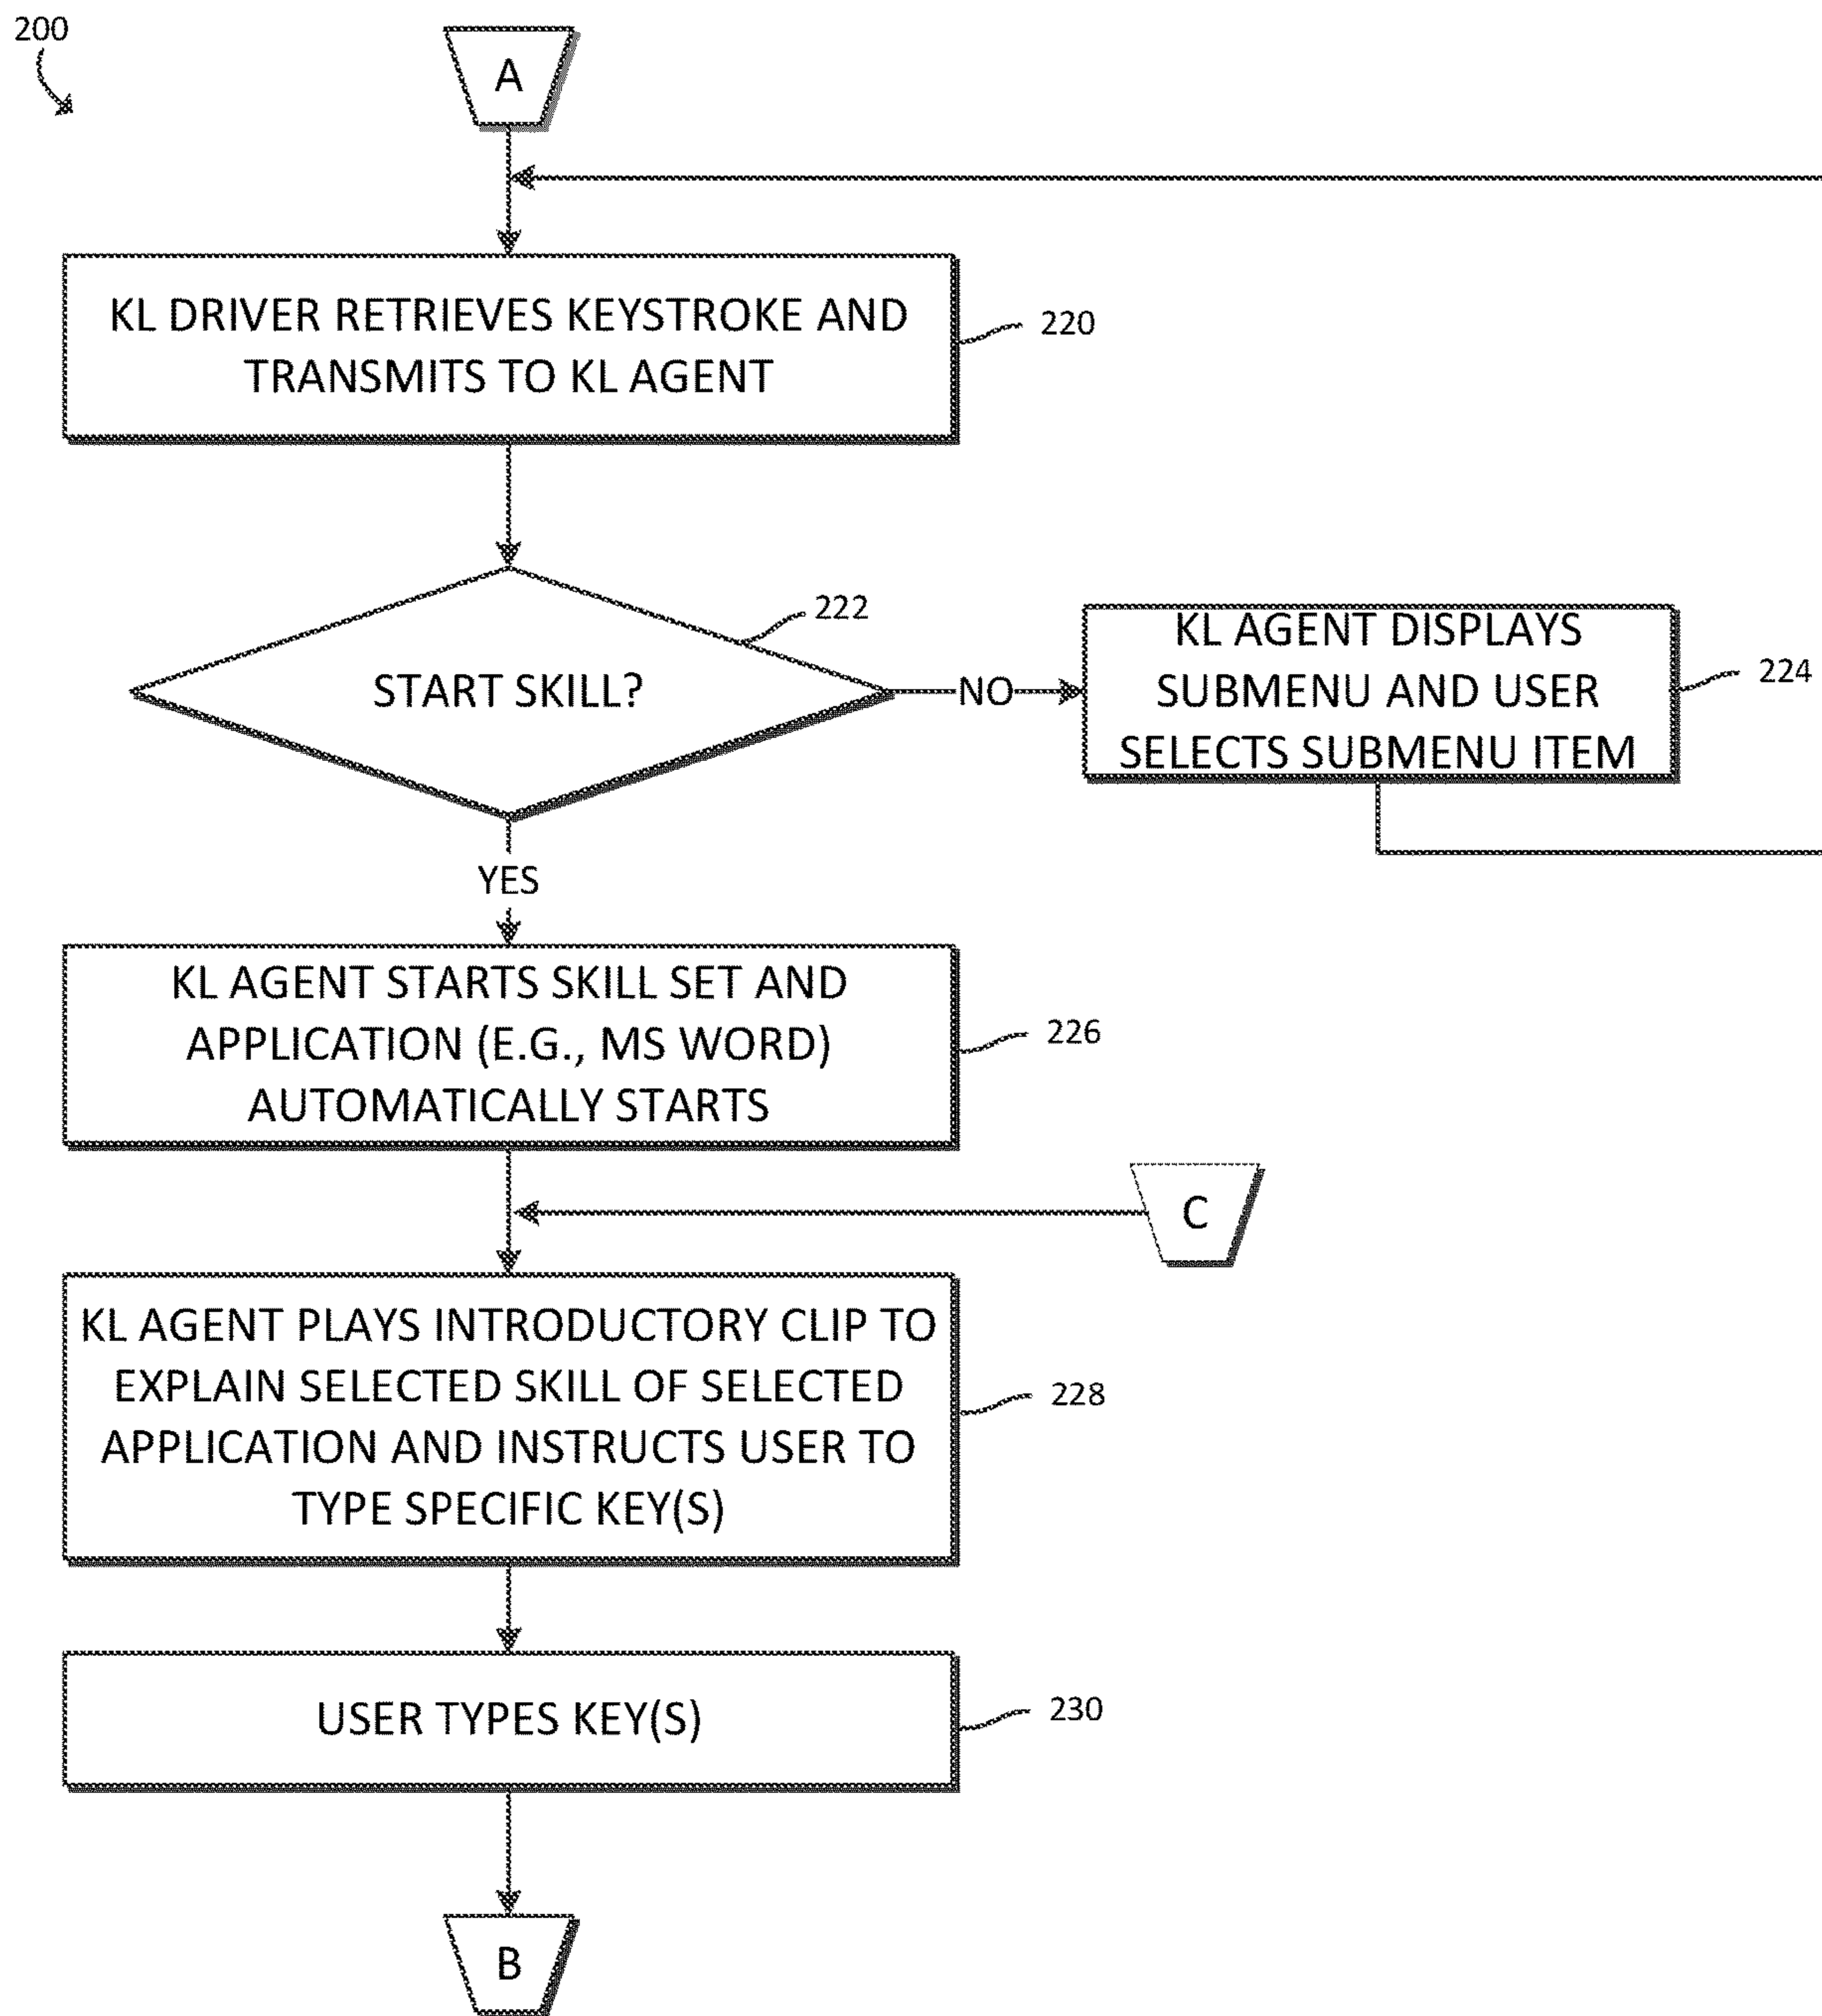 200
A
KL DRIVER RETRIEVES KEYSTROKE AND
TRANSMITS TO KL AGENT
220
START SKILL?
222
NO
KL AGENT DISPLAYS
SUBMENU AND USER
SELECTS SUBMENU ITEM
224
YES
KL AGENT STARTS SKILL SET AND
APPLICATION (E.G., MS WORD)
AUTOMATICALLY STARTS
226
C
KL AGENT PLAYS INTRODUCTORY CLIP TO
EXPLAIN SELECTED SKILL OF SELECTED
APPLICATION AND INSTRUCTS USER TO
TYPE SPECIFIC KEY(S)
228
USER TYPES KEY(S)
230
B